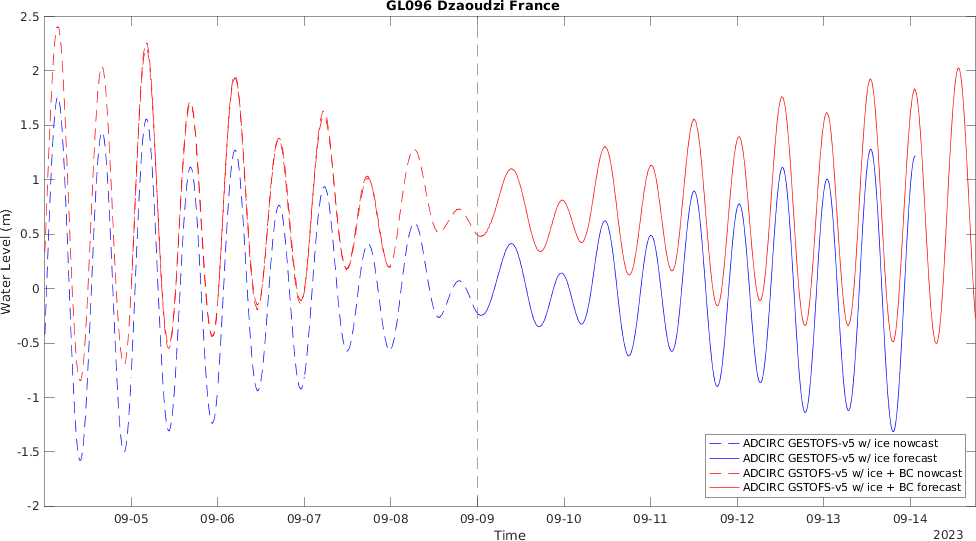 GL096 Dzaoudzi France
Water Level (m)
2.5
2
1.5
1
0.5
0
-0.5
-1
-1.5
-2
ADCIRC GESTOFS-v5 w/ ice nowcast
ADCIRC GESTOFS-v5 w/ ice forecast
ADCIRC GSTOFS-v5 w/ ice + BC nowcast
ADCIRC GSTOFS-v5 w/ ice + BC forecast
09-05 09-06 09-07 09-08 09-09 09-10 09-11 09-12 09-13 09-14
Time
2023